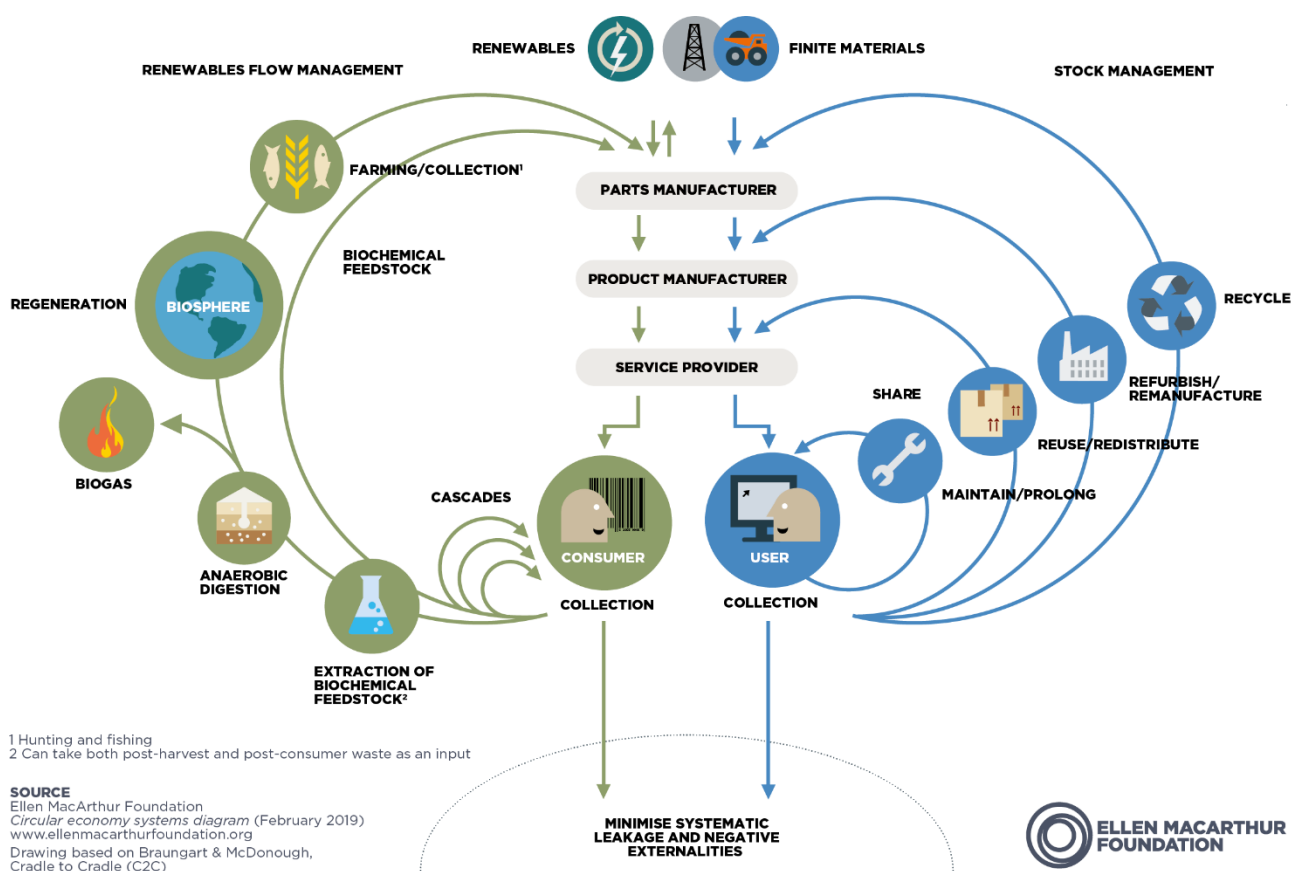 RENEWABLES
FINITE MATERIALS
RENEWABLES FLOW MANAGEMENT
STOCK MANAGEMENT
FARMING/COLLECTION¹
PARTS MANUFACTURER
BIOCHEMICAL
FEEDSTOCK
PRODUCT MANUFACTURER
REGENERATION
BIOSPHERE
RECYCLE
SERVICE PROVIDER
SHARE
REFURBISH/
REMANUFACTURE
REUSE/REDISTRIBUTE
BIOGAS
CASCADES
MAINTAIN/PROLONG
CONSUMER
USER
ANAEROBIC
DIGESTION
COLLECTION
COLLECTION
EXTRACTION OF
BIOCHEMICAL
FEEDSTOCK²
1 Hunting and fishing
2 Can take both post-harvest and post-consumer waste as an input
SOURCE
Ellen MacArthur Foundation
Circular economy systems diagram (February 2019)
www.ellenmacarthurfoundation.org
Drawing based on Braungart & McDonough,
Cradle to Cradle (C2C)
MINIMISE SYSTEMATIC
LEAKAGE AND NEGATIVE
EXTERNALITIES
ELLEN MACARTHUR
FOUNDATION